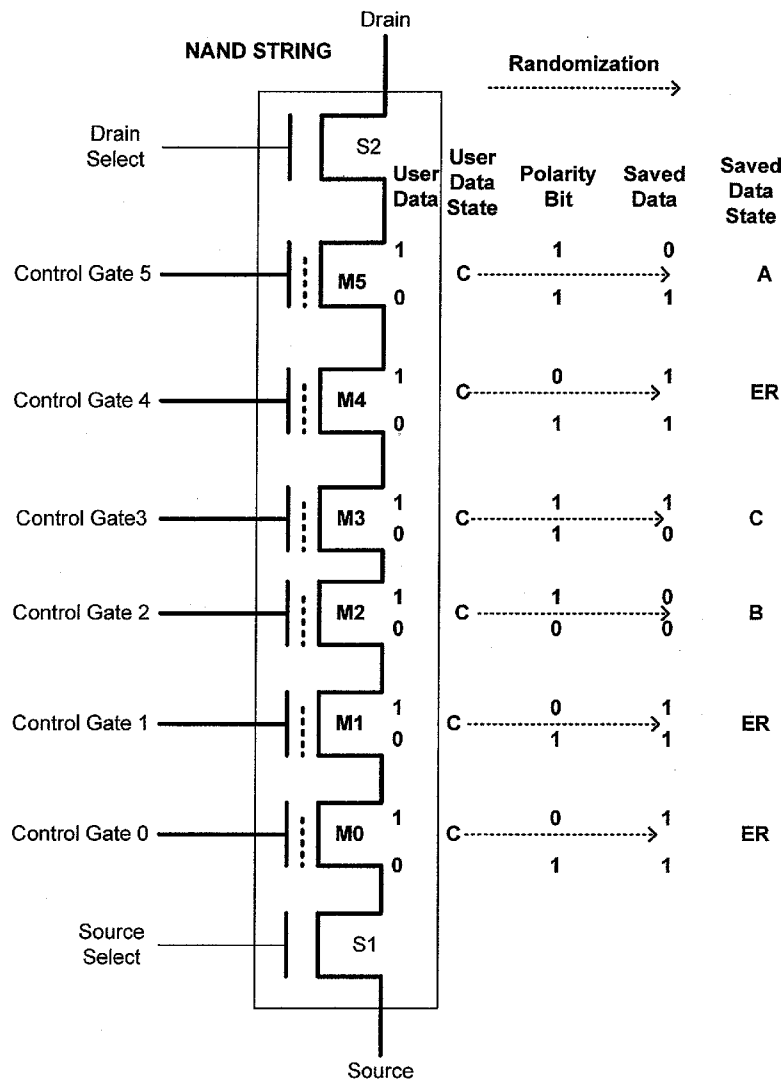 Drain
NAND STRING
Randomization
Drain
Select
S2
User
Data
User
Data
State
Polarity
Bit
Saved
Data
Saved
Data
State
1 1 0
Control Gate 5 M5 C A
0 1 1
1 0 1
Control Gate 4 M4 C ER
0 1 1
1 1 1
Control Gate3 M3 C C
0 1 0
1 1 0
Control Gate 2 M2 C B
0 0 0
1 0 1
Control Gate 1 M1 C ER
0 1 1
1 0 1
Control Gate 0 M0 C ER
0 1 1
Source
Select
S1
Source